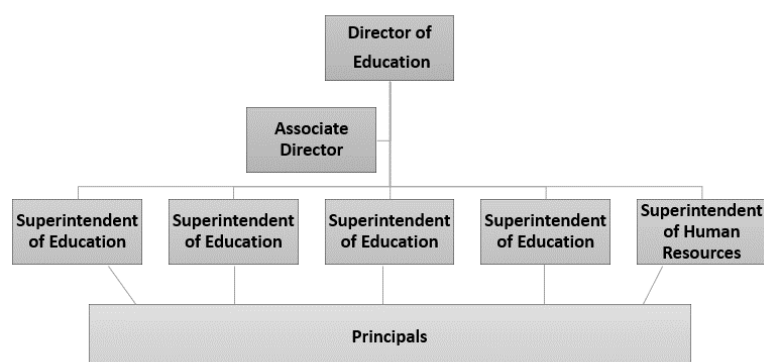 Director of
Education
Associate
Director
Superintendent
of Education
Superintendent
of Education
Superintendent
of Education
Superintendent
of Education
Superintendent
of Human
Resources
Principals